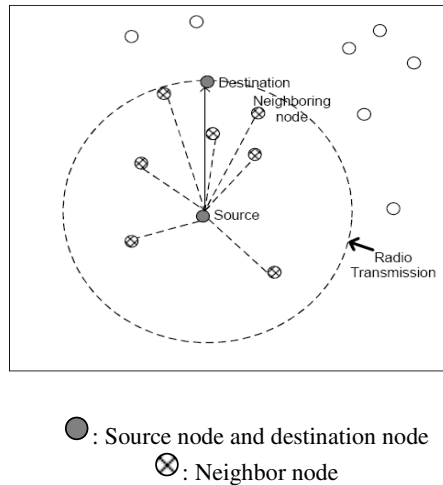 Destination
Neighboring
node
Source
Radio
Transmission
: Source node and destination node
: Neighbor node